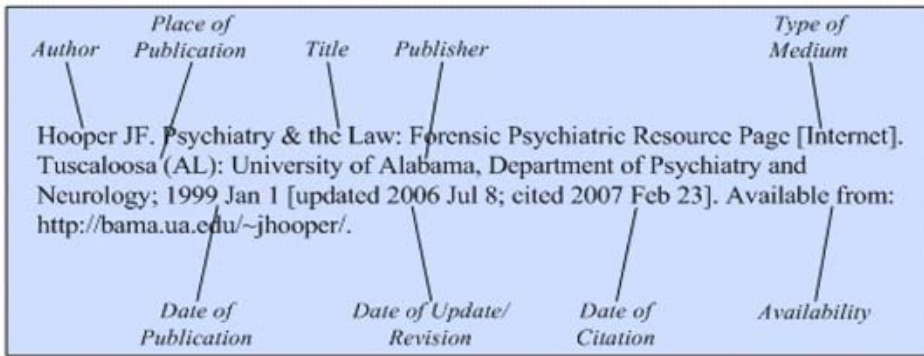 Place of
Author Publication Title Publisher Type of
Medium
Hooper JF. Psychiatry & the Law: Forensic Psychiatric Resource Page [Internet].
Tuscaloosa (AL): University of Alabama, Department of Psychiatry and
Neurology; 1999 Jan 1 [updated 2006 Jul 8; cited 2007 Feb 23]. Available from:
http://bama.ua.edu/~jhooper/.
Date of Date of Update/ Date of Availability
Publication Revision Citation